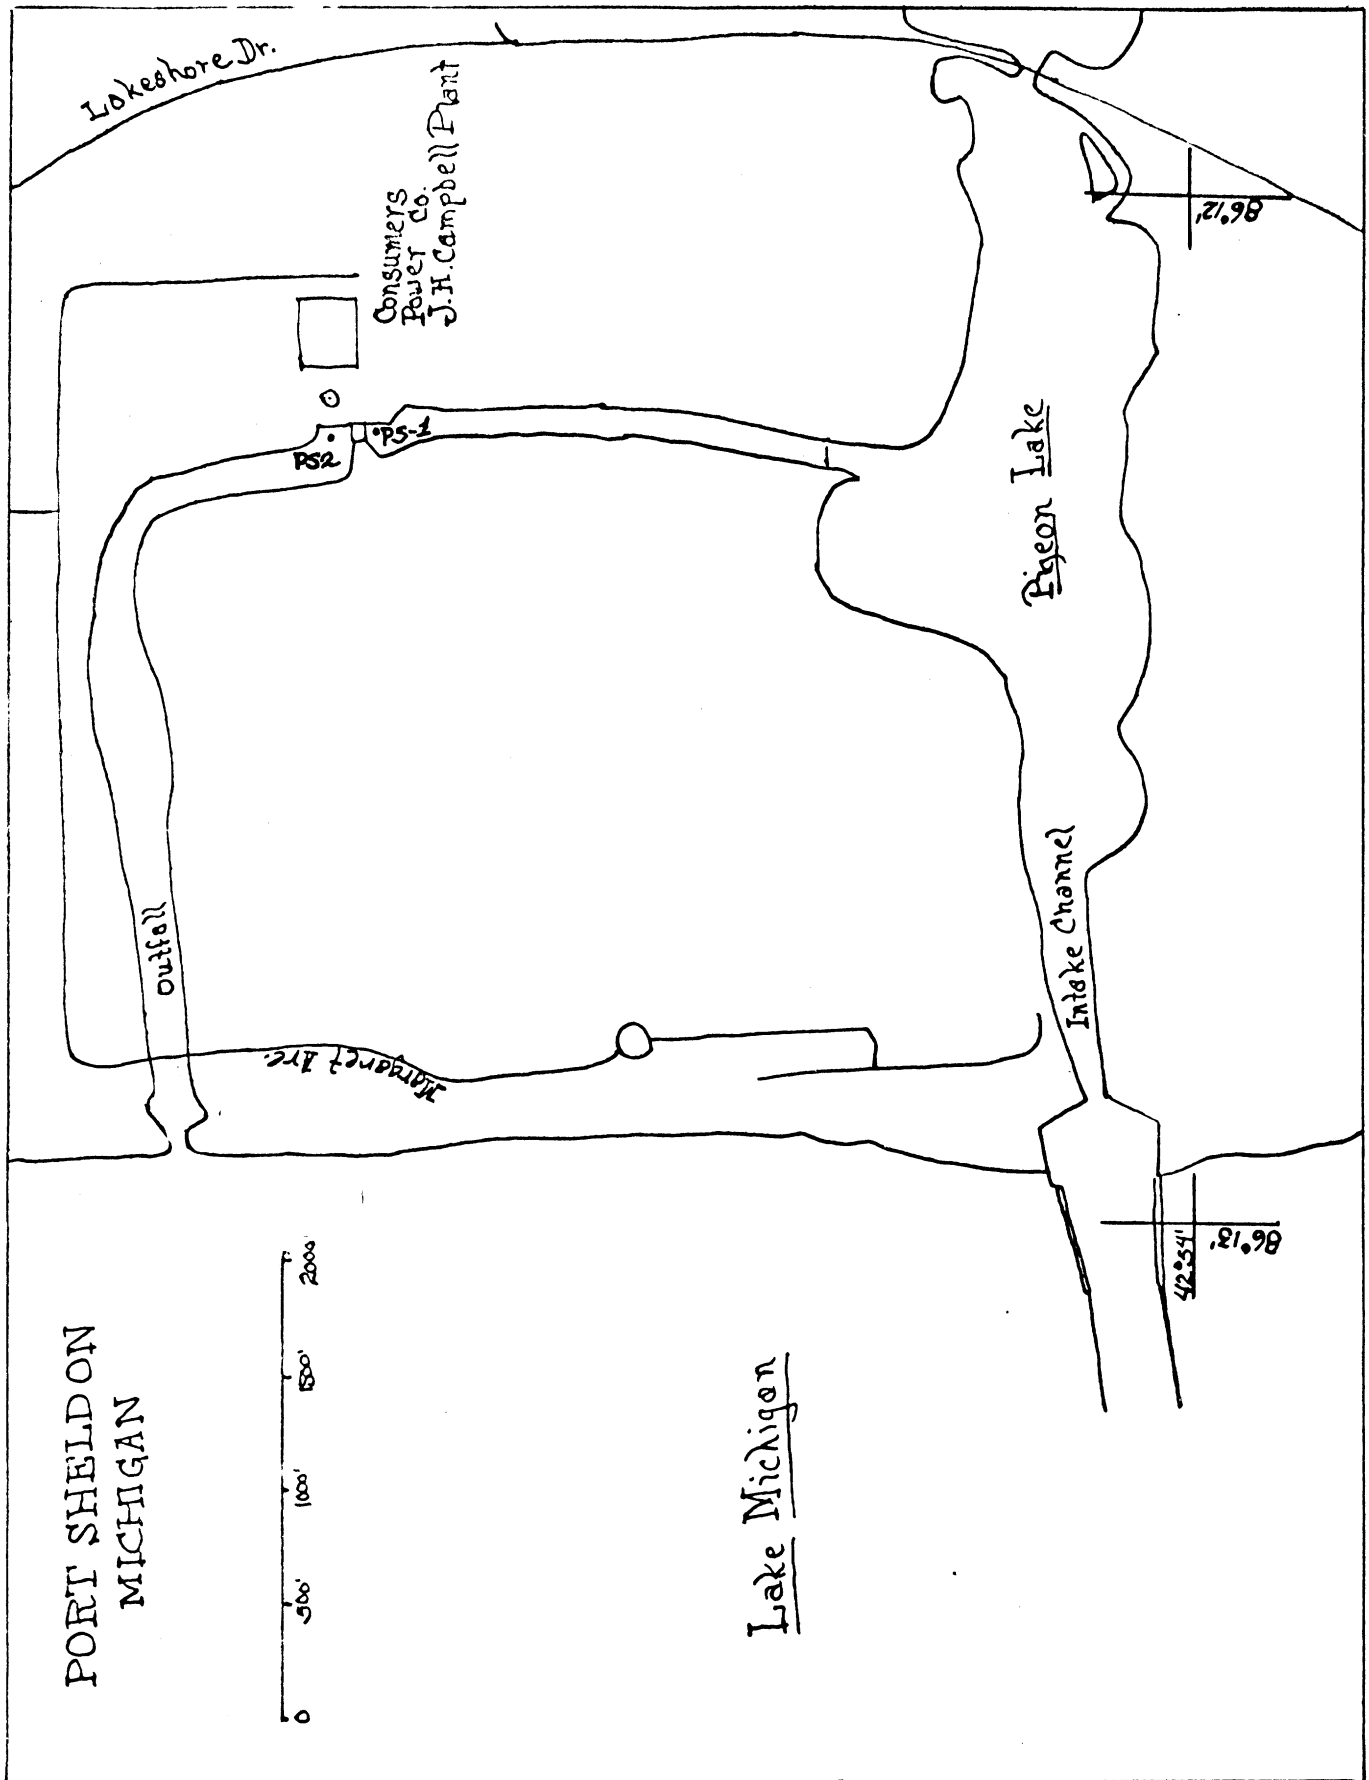 PORT SHELDON
MICHIGAN
0
500'
1000'
1500'
2000'
Lake Michigan
Outfall
Margaret Ave.
Intake Channel
42°54'
86°13'
PS2
PS-1
Pigeon Lake
Consumers
Power Co.
J.H. Campbell Plant
Lakeshore Dr.
86°12'